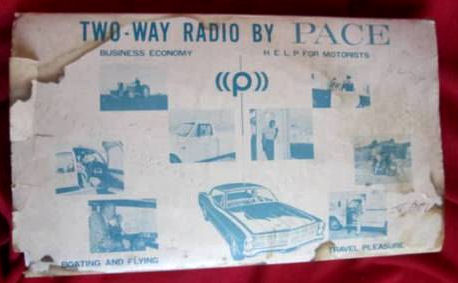 TWO-WAY RADIO BY PACE
BUSINESS ECONOMY
H E L P FOR MOTORISTS
((p))
BOATING AND FLYING
TRAVEL PLEASURE